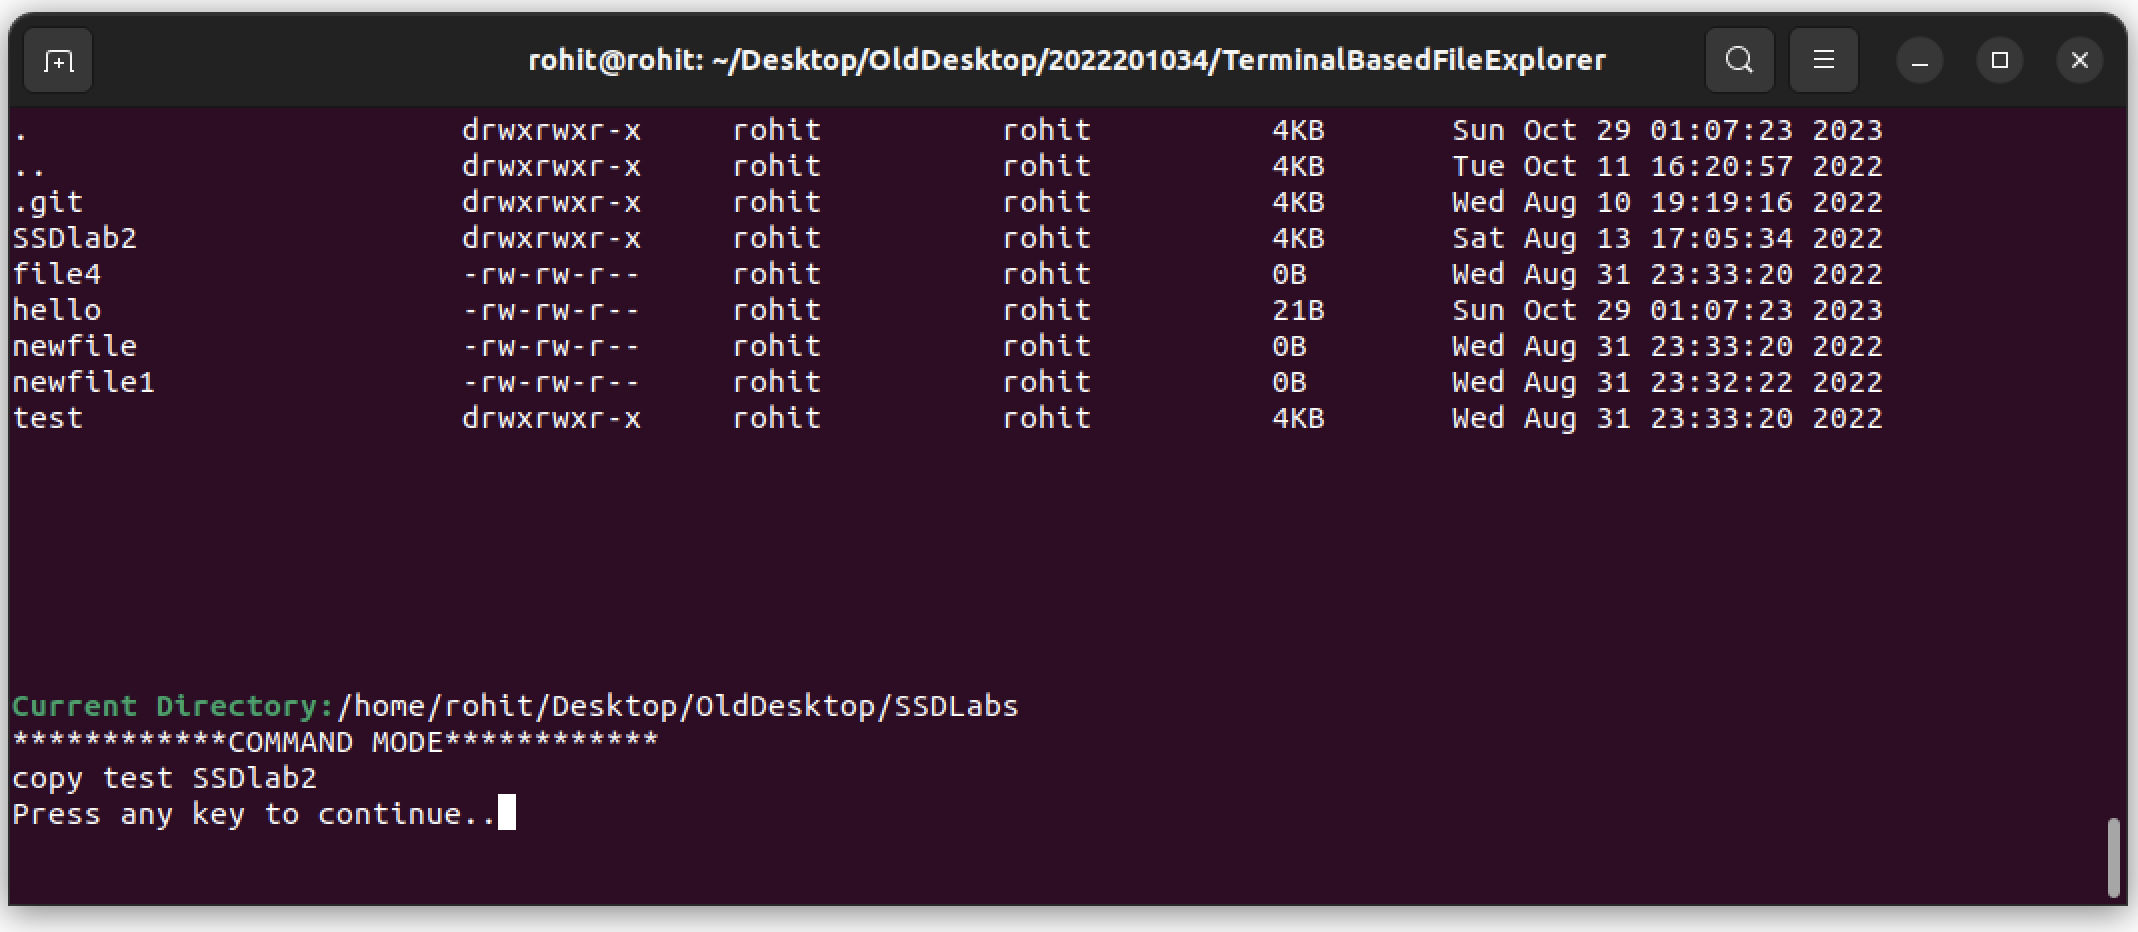 rohit@rohit: ~/Desktop/OldDesktop/2022201034/TerminalBasedFileExplorer
. drwxrwxr-x rohit rohit 4KB Sun Oct 29 01:07:23 2023
.. drwxrwxr-x rohit rohit 4KB Tue Oct 11 16:20:57 2022
.git drwxrwxr-x rohit rohit 4KB Wed Aug 10 19:19:16 2022
SSDlab2 drwxrwxr-x rohit rohit 4KB Sat Aug 13 17:05:34 2022
file4 -rw-rw-r-- rohit rohit 0B Wed Aug 31 23:33:20 2022
hello -rw-rw-r-- rohit rohit 21B Sun Oct 29 01:07:23 2023
newfile -rw-rw-r-- rohit rohit 0B Wed Aug 31 23:33:20 2022
newfile1 -rw-rw-r-- rohit rohit 0B Wed Aug 31 23:32:22 2022
test drwxrwxr-x rohit rohit 4KB Wed Aug 31 23:33:20 2022
Current Directory:/home/rohit/Desktop/OldDesktop/SSDLabs
************COMMAND MODE************
copy test SSDlab2
Press any key to continue..